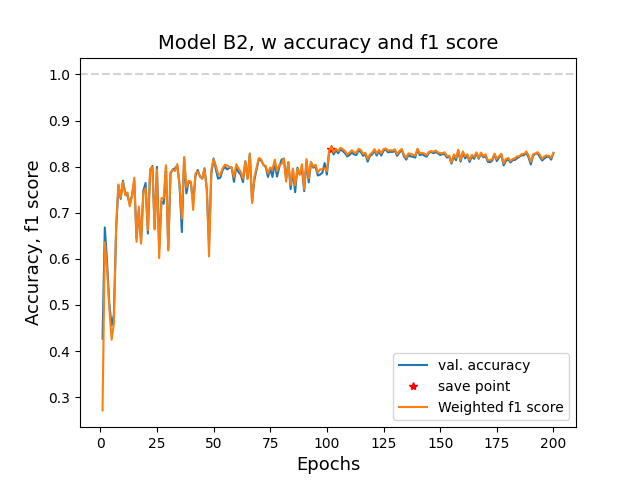 Model B2, w accuracy and f1 score
1.0
0.9
0.8
0.7
0.6
0.5
0.4
0.3
Accuracy, f1 score
val. accuracy
save point
Weighted f1 score
0 25 50 75 100 125 150 175 200
Epochs